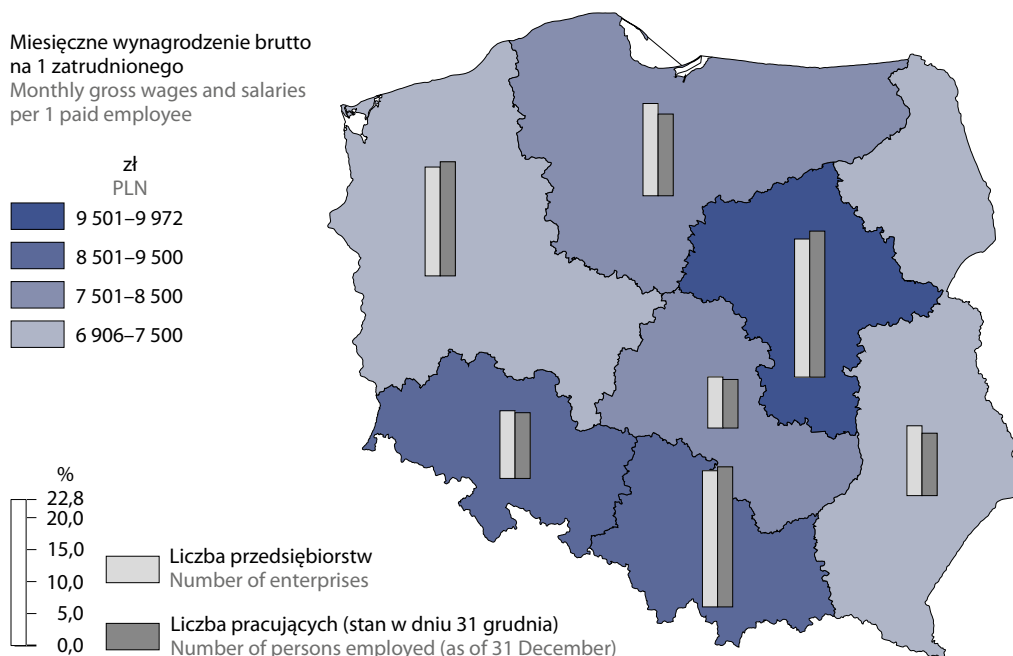 Miesięczne wynagrodzenie brutto
na 1 zatrudnionego
Monthly gross wages and salaries
per 1 paid employee
zł
PLN
9 501–9 972
8 501–9 500
7 501–8 500
6 906–7 500
%
22,8
20,0
15,0
10,0
5,0
0,0
Liczba przedsiębiorstw
Number of enterprises
Liczba pracujących (stan w dniu 31 grudnia)
Number of persons employed (as of 31 December)